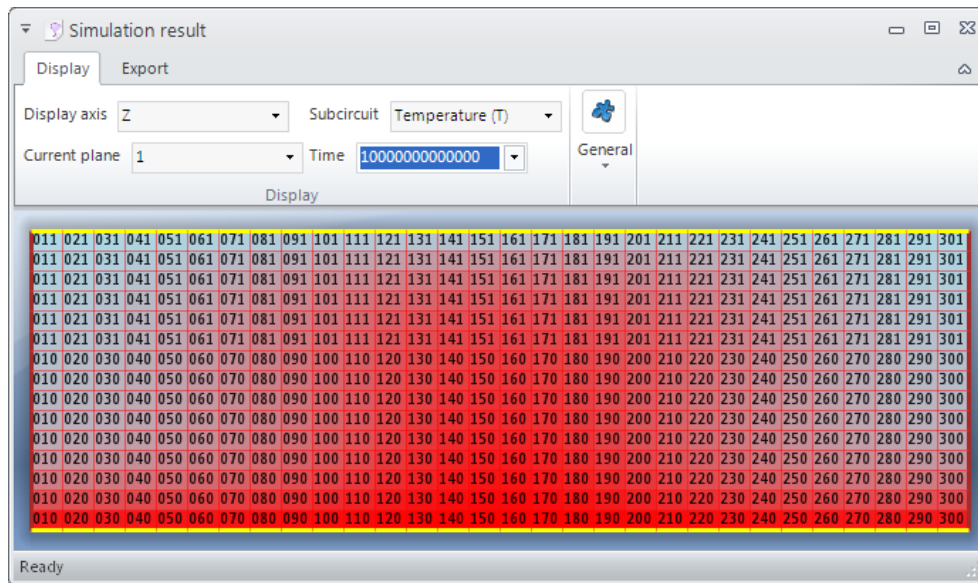 Simulation result
Display Export
Display axis Z Subcircuit Temperature (T)
Current plane 1 Time 10000000000000 General
Display
011 021 031 041 051 061 071 081 091 101 111 121 131 141 151 161 171 181 191 201 211 221 231 241 251 261 271 281 291 301
011 021 031 041 051 061 071 081 091 101 111 121 131 141 151 161 171 181 191 201 211 221 231 241 251 261 271 281 291 301
011 021 031 041 051 061 071 081 091 101 111 121 131 141 151 161 171 181 191 201 211 221 231 241 251 261 271 281 291 301
011 021 031 041 051 061 071 081 091 101 111 121 131 141 151 161 171 181 191 201 211 221 231 241 251 261 271 281 291 301
011 021 031 041 051 061 071 081 091 101 111 121 131 141 151 161 171 181 191 201 211 221 231 241 251 261 271 281 291 301
011 021 031 041 051 061 071 081 091 101 111 121 131 141 151 161 171 181 191 201 211 221 231 241 251 261 271 281 291 301
010 020 030 040 050 060 070 080 090 100 110 120 130 140 150 160 170 180 190 200 210 220 230 240 250 260 270 280 290 300
010 020 030 040 050 060 070 080 090 100 110 120 130 140 150 160 170 180 190 200 210 220 230 240 250 260 270 280 290 300
010 020 030 040 050 060 070 080 090 100 110 120 130 140 150 160 170 180 190 200 210 220 230 240 250 260 270 280 290 300
010 020 030 040 050 060 070 080 090 100 110 120 130 140 150 160 170 180 190 200 210 220 230 240 250 260 270 280 290 300
010 020 030 040 050 060 070 080 090 100 110 120 130 140 150 160 170 180 190 200 210 220 230 240 250 260 270 280 290 300
010 020 030 040 050 060 070 080 090 100 110 120 130 140 150 160 170 180 190 200 210 220 230 240 250 260 270 280 290 300
010 020 030 040 050 060 070 080 090 100 110 120 130 140 150 160 170 180 190 200 210 220 230 240 250 260 270 280 290 300
010 020 030 040 050 060 070 080 090 100 110 120 130 140 150 160 170 180 190 200 210 220 230 240 250 260 270 280 290 300
010 020 030 040 050 060 070 080 090 100 110 120 130 140 150 160 170 180 190 200 210 220 230 240 250 260 270 280 290 300
Ready